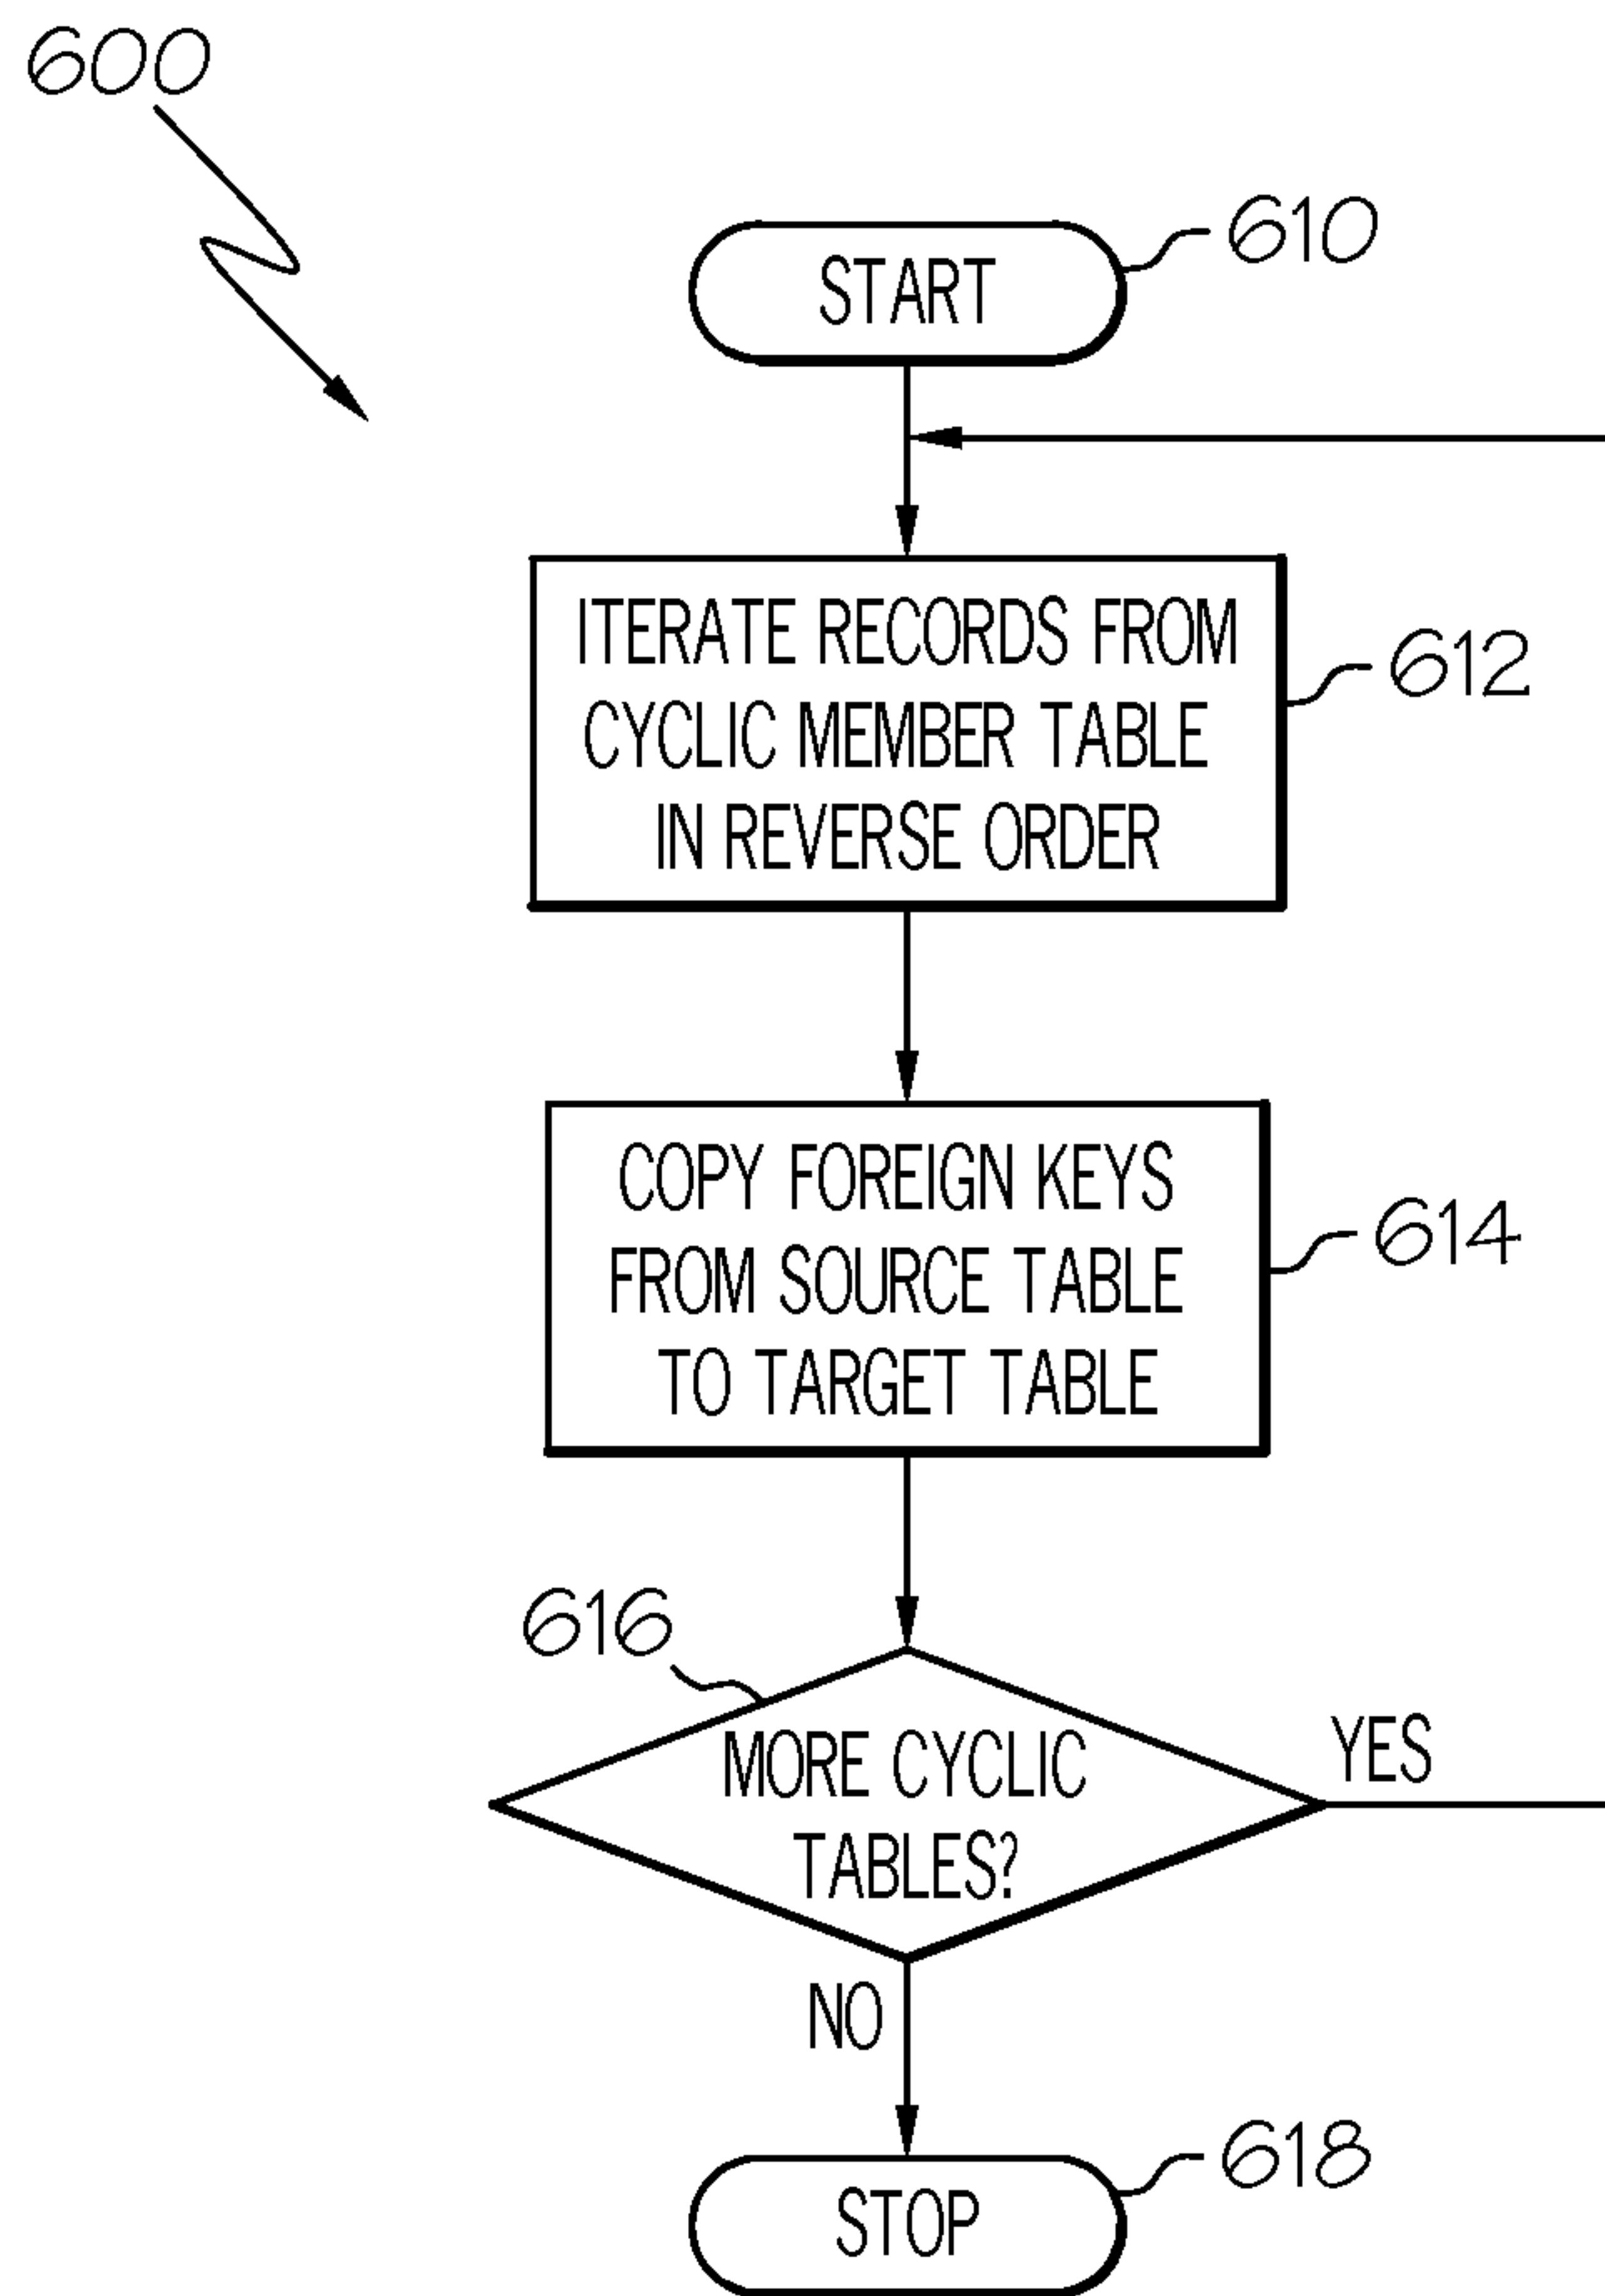 600
START
610
ITERATE RECORDS FROM
CYCLIC MEMBER TABLE
IN REVERSE ORDER
612
COPY FOREIGN KEYS
FROM SOURCE TABLE
TO TARGET TABLE
614
616
MORE CYCLIC
TABLES?
YES
NO
STOP
618